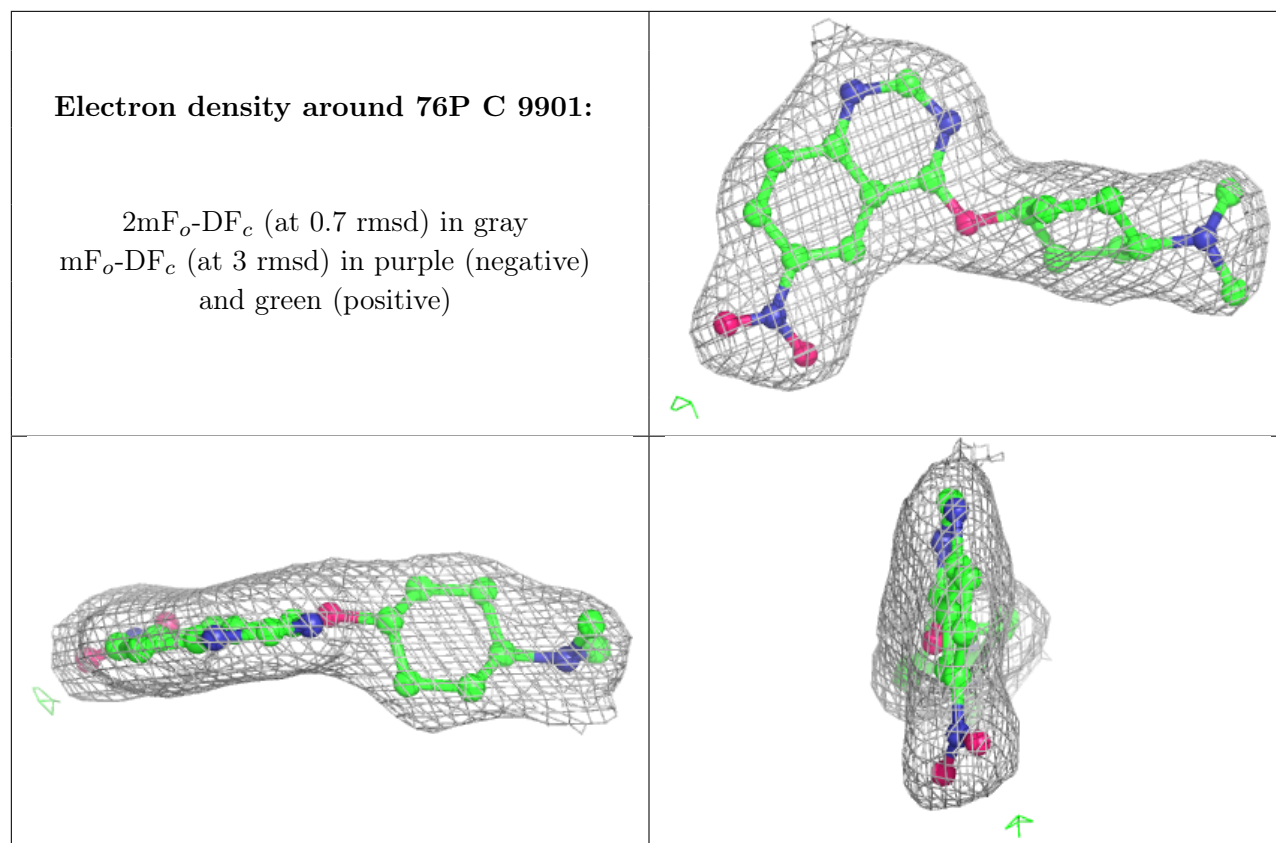 Electron density around 76P C 9901:
2mFo-DFc (at 0.7 rmsd) in gray
mFo-DFc (at 3 rmsd) in purple (negative)
and green (positive)